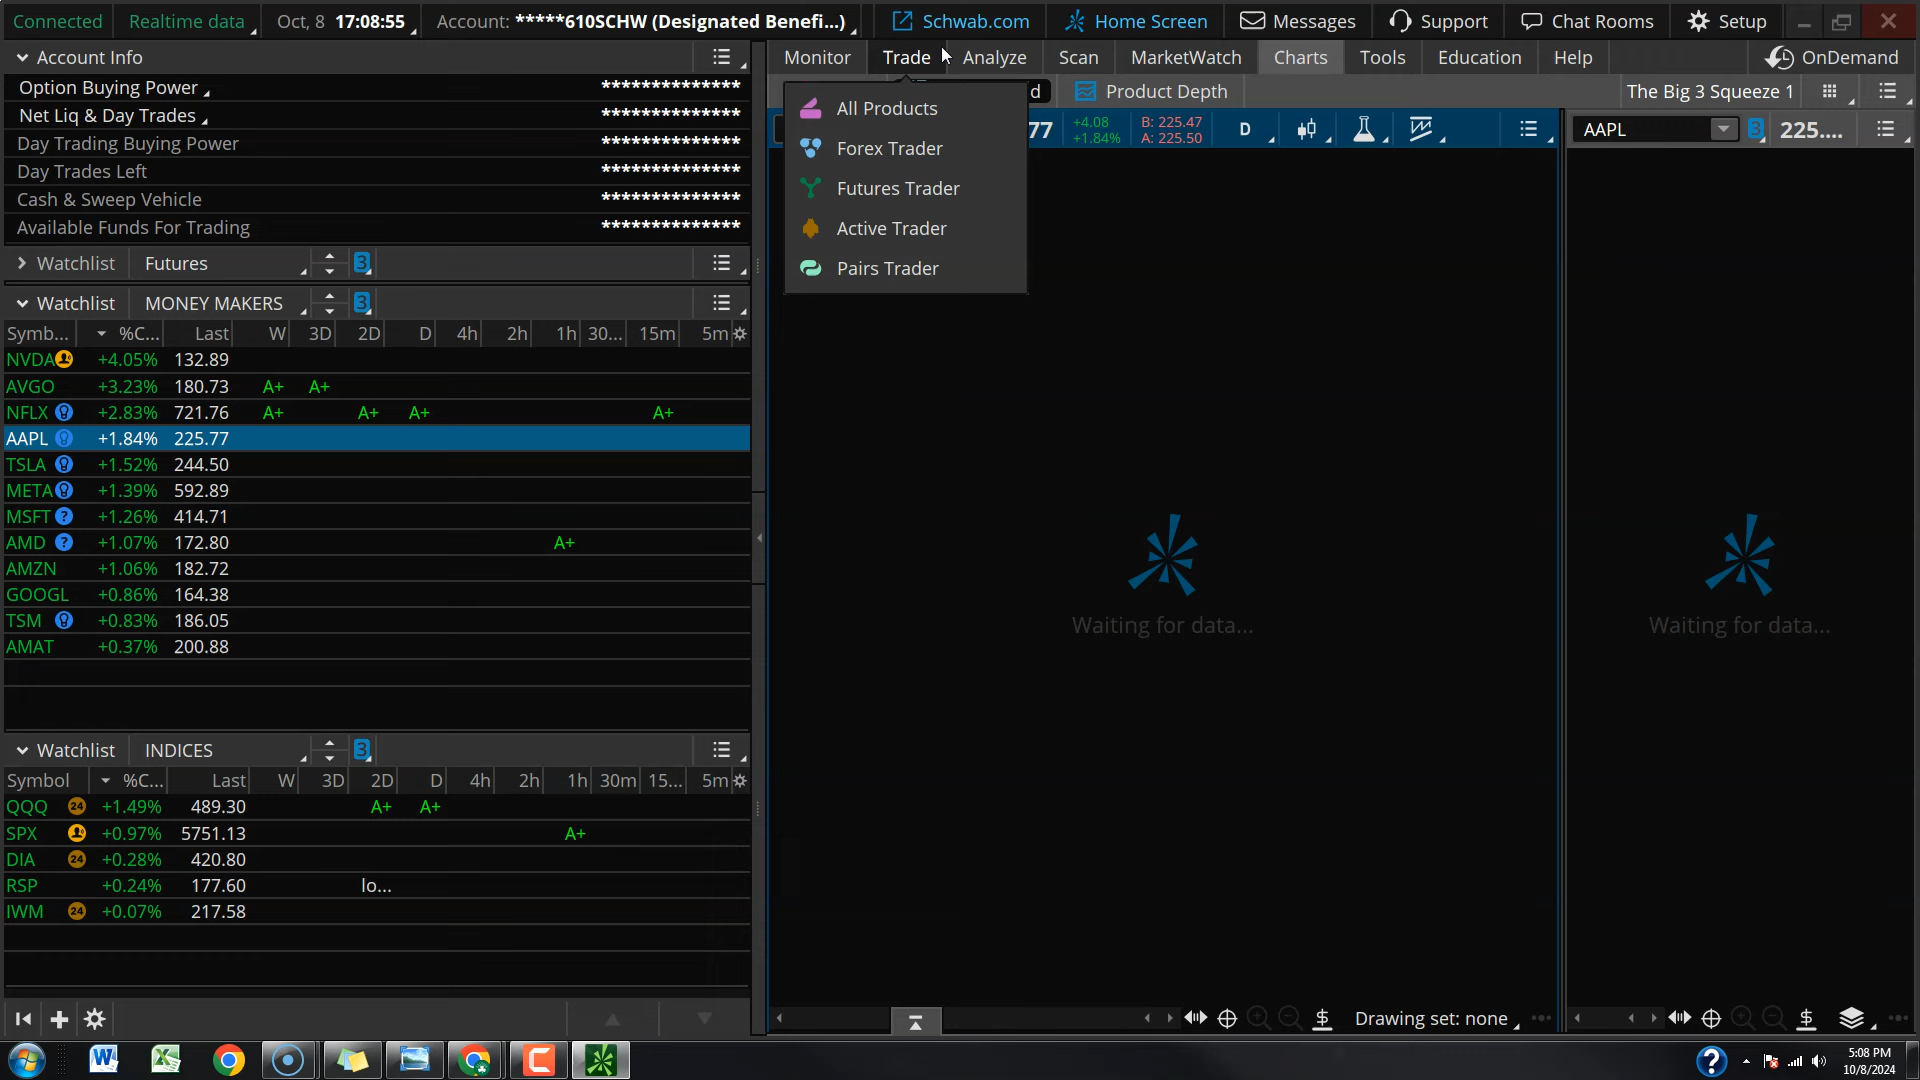 Connected Realtime data Oct, 8 17:08:55 Account: *****610SCHW (Designated Benefi...) Schwab.com Home Screen Messages Support Chat Rooms Setup
Account Info
Option Buying Power **************
Net Liq & Day Trades **************
Day Trading Buying Power **************
Day Trades Left **************
Cash & Sweep Vehicle **************
Available Funds For Trading **************
Watchlist Futures 3
Watchlist MONEY MAKERS 3
Symb... %C... Last W 3D 2D D 4h 2h 1h 30... 15m 5m
NVDA +4.05% 132.89
AVGO +3.23% 180.73 A+ A+
NFLX +2.83% 721.76 A+ A+ A+ A+
AAPL +1.84% 225.77
TSLA +1.52% 244.50
META +1.39% 592.89
MSFT ? +1.26% 414.71
AMD ? +1.07% 172.80 A+
AMZN +1.06% 182.72
GOOGL +0.86% 164.38
TSM +0.83% 186.05
AMAT +0.37% 200.88
Watchlist INDICES 3
Symbol %C... Last W 3D 2D D 4h 2h 1h 30m 15... 5m
QQQ 24 +1.49% 489.30 A+ A+
SPX +0.97% 5751.13 A+
DIA 24 +0.28% 420.80
RSP +0.24% 177.60 lo...
IWM 24 +0.07% 217.58
Monitor Trade Analyze Scan MarketWatch Charts Tools Education Help OnDemand
d Product Depth The Big 3 Squeeze 1
All Products
Forex Trader
Futures Trader
Active Trader
Pairs Trader
77 +4.08 B: 225.47 D
+1.84% A: 225.50
AAPL 3 225....
Waiting for data...
Waiting for data...
$ Drawing set: none $
W X C ? 5:08 PM
10/8/2024